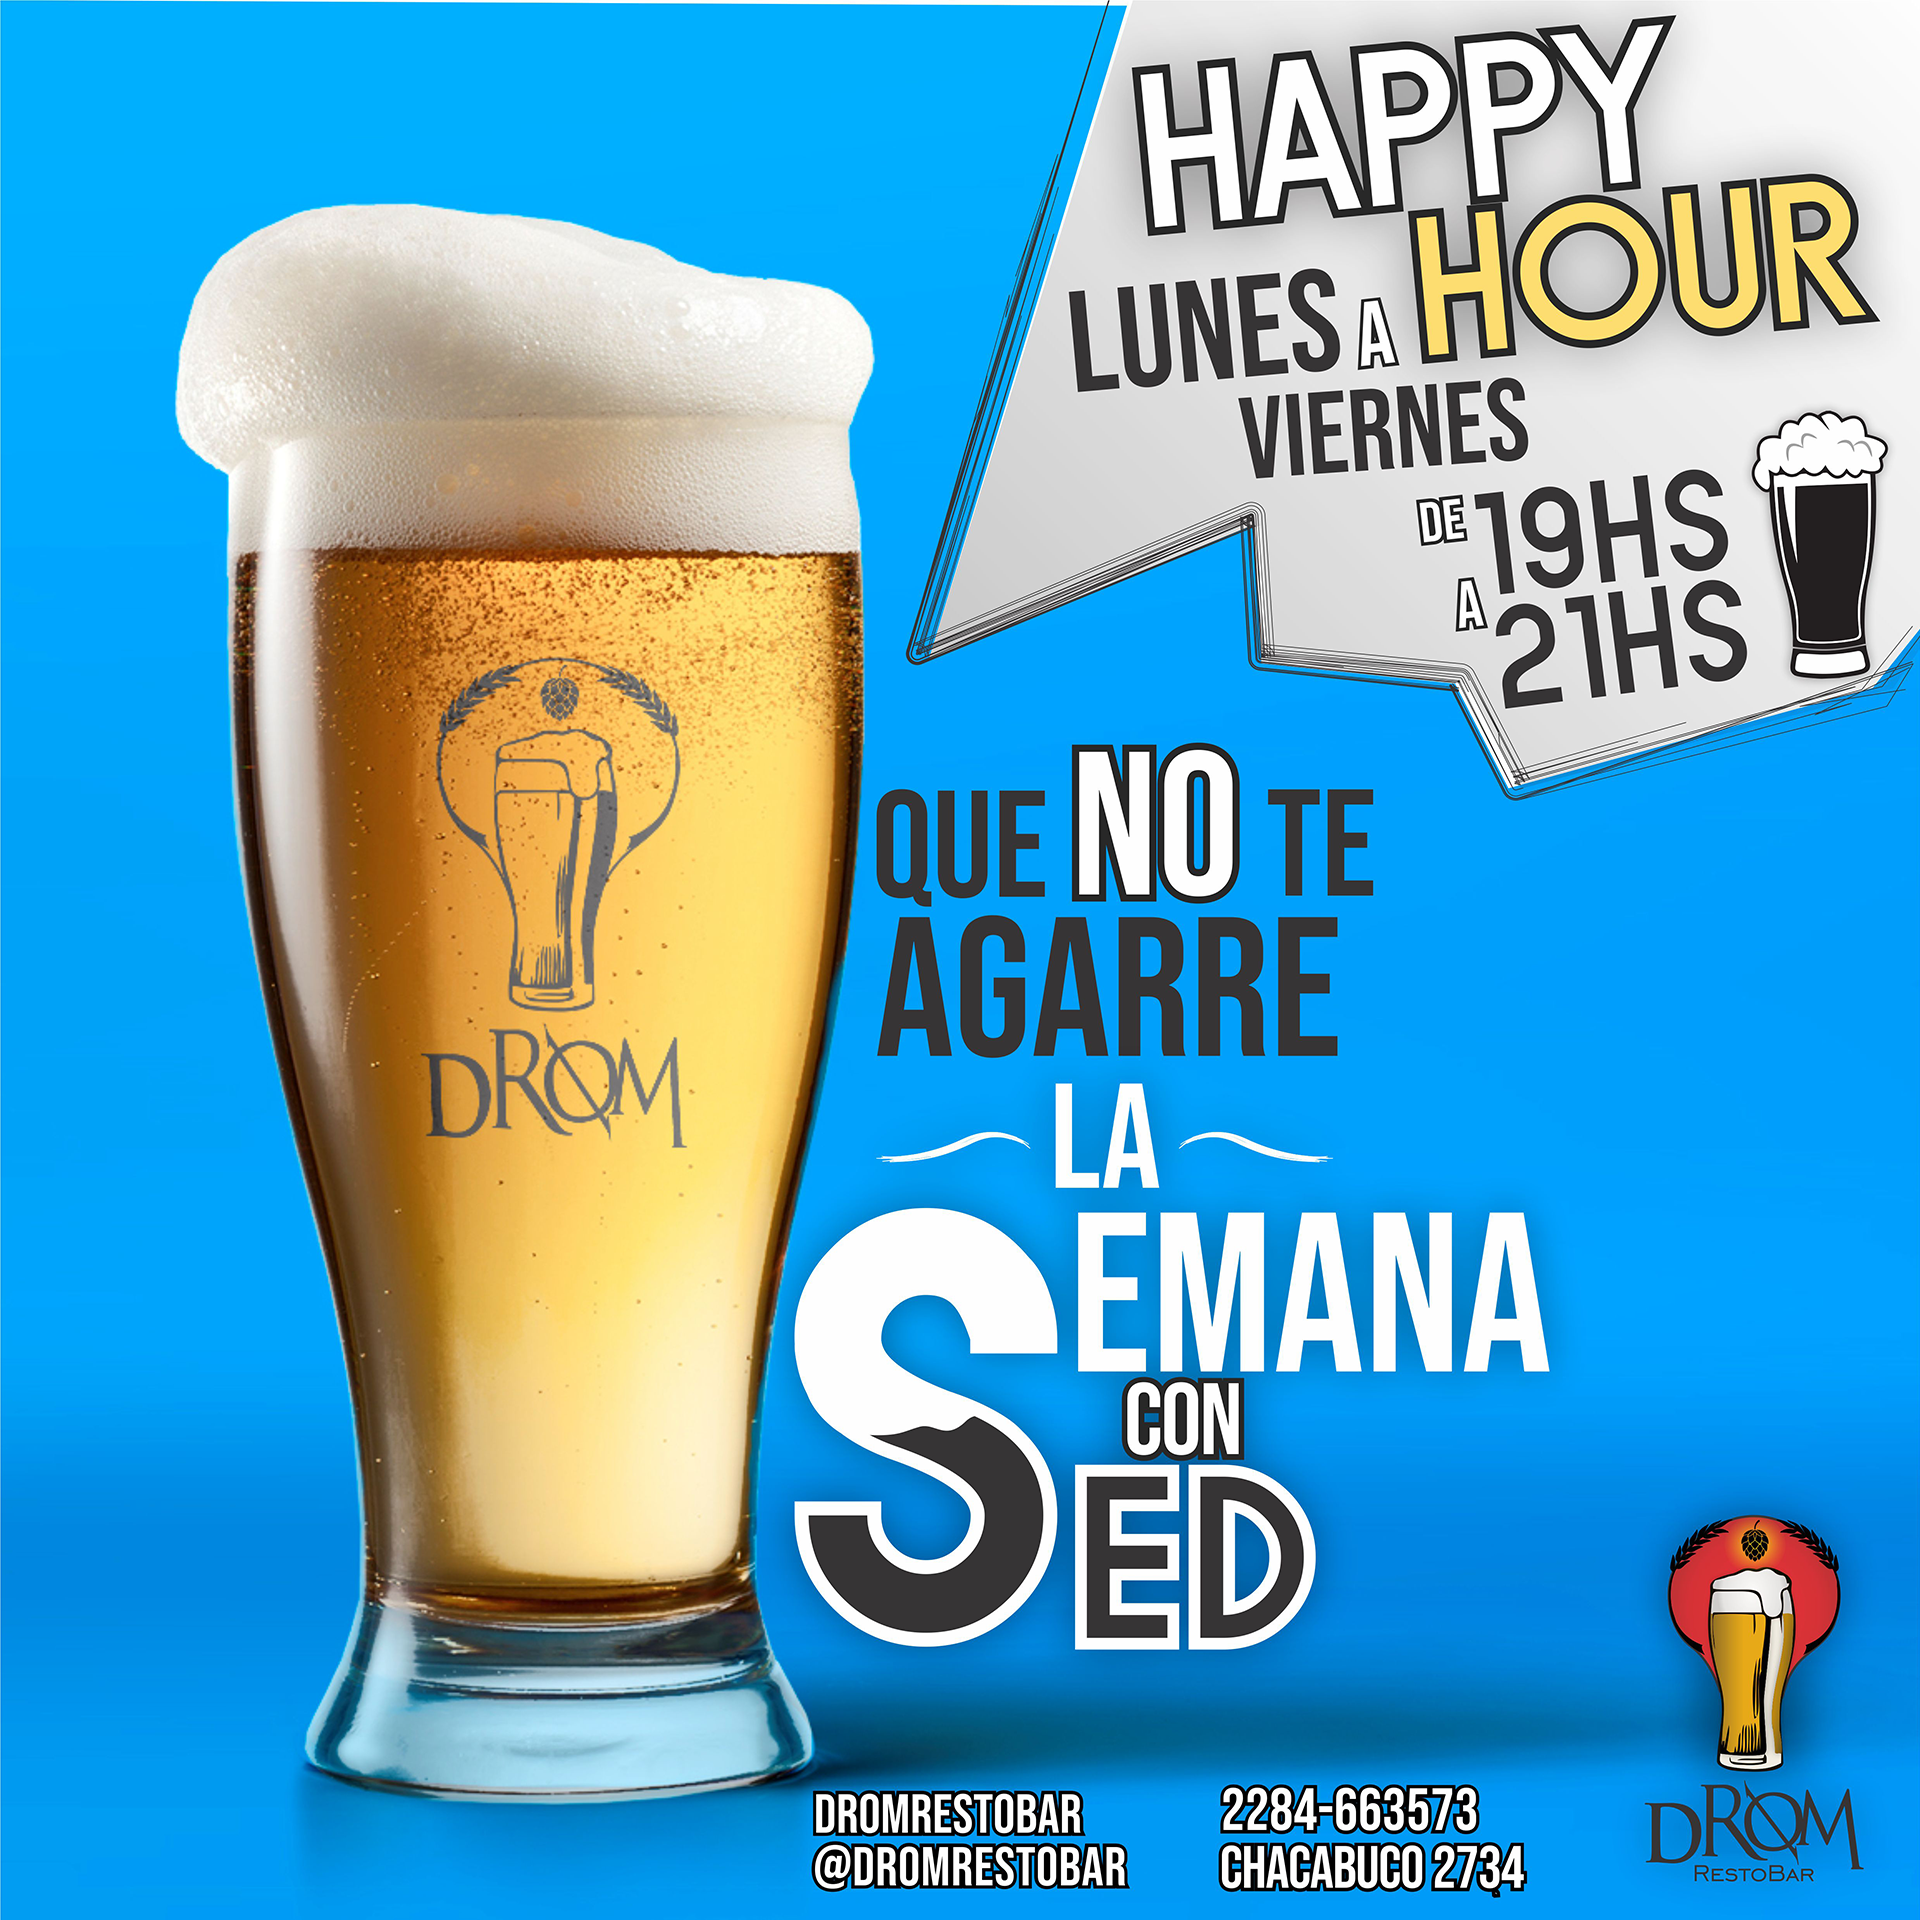 HAPPY
HOUR
LUNES A
VIERNES
DE 19HS
A 21HS
DROM
QUE NO TE
AGARRE
LA
SEMANA
CON
SED
DROMRESTOBAR
@DROMRESTOBAR
2284-663573
CHACABUCO 2734
DROM
RESTOBAR